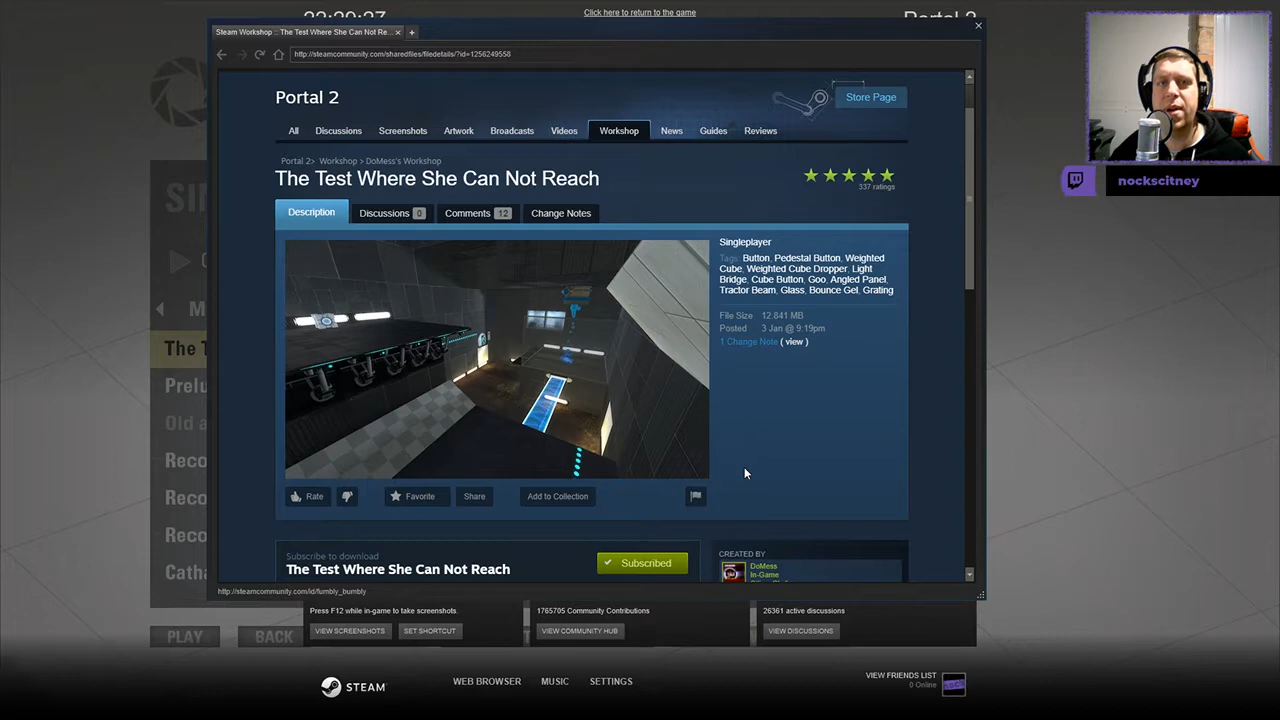 Click here to return to the game
Portal 2
Steam Workshop :: The Test Where She Can Not Re...
http://steamcommunity.com/sharedfiles/filedetails/?id=1256249558
nockscitney
Portal 2
Store Page
All Discussions Screenshots Artwork Broadcasts Videos Workshop News Guides Reviews
Portal 2> Workshop > DoMess's Workshop
The Test Where She Can Not Reach
337 ratings
Description Discussions 0 Comments 12 Change Notes
Singleplayer
Tags: Button, Pedestal Button, Weighted
Cube, Weighted Cube Dropper, Light
Bridge, Cube Button, Goo, Angled Panel,
Tractor Beam, Glass, Bounce Gel, Grating
File Size 12.841 MB
Posted 3 Jan @ 9:19pm
1 Change Note ( view )
Rate Favorite Share Add to Collection
Subscribe to download
The Test Where She Can Not Reach
Subscribed
CREATED BY
DoMess
In-Game
http://steamcommunity.com/id/fumbly_bumbly
SI
M
The T
Prelu
Old a
Reco
Reco
Reco
Catha
PLAY BACK
Press F12 while in-game to take screenshots.
VIEW SCREENSHOTS SET SHORTCUT
1765705 Community Contributions
VIEW COMMUNITY HUB
26361 active discussions
VIEW DISCUSSIONS
STEAM
WEB BROWSER MUSIC SETTINGS
VIEW FRIENDS LIST
0 Online